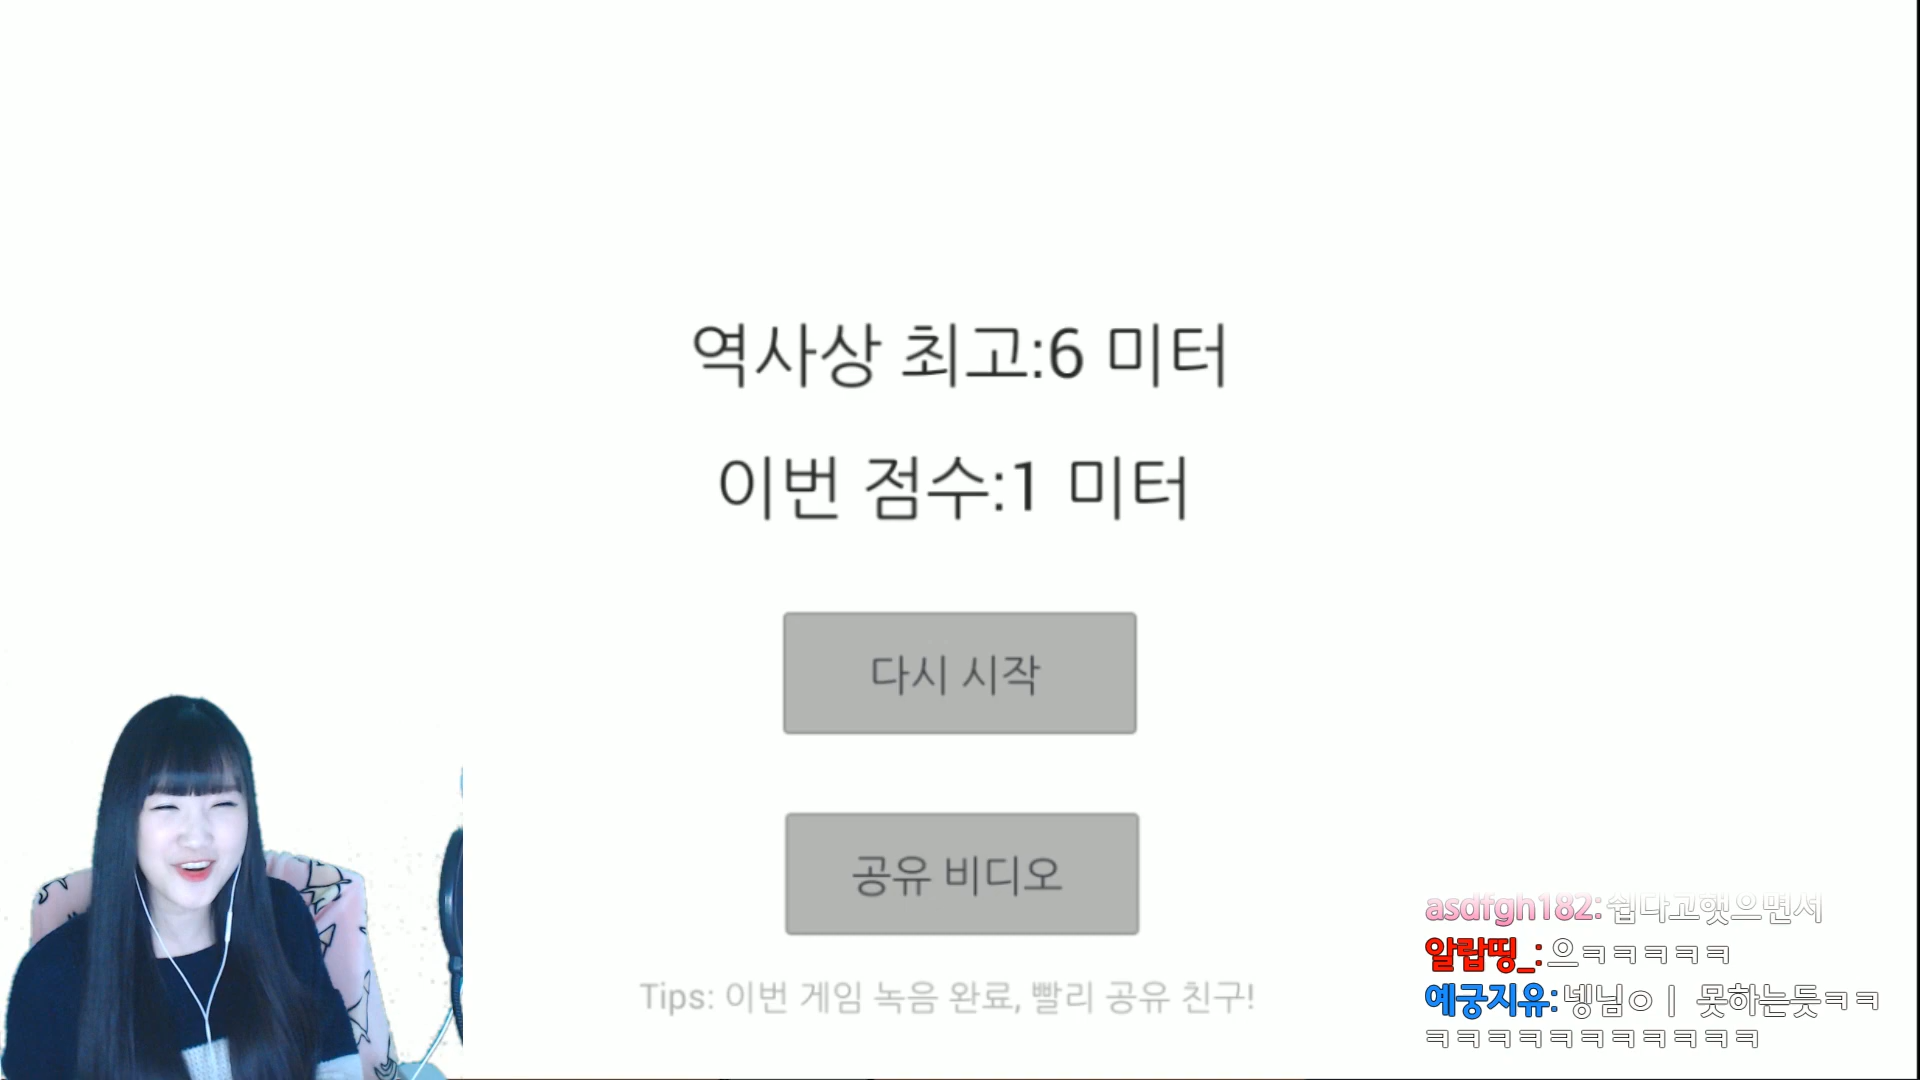 역사상 최고:6 미터
이번 점수:1 미터
다시 시작
공유 비디오
Tips: 이번 게임 녹음 완료, 빨리 공유 친구!
asdfgh182: 쉽다고햇으면서
알랍띵_: 으ㅋㅋㅋㅋㅋ
예궁지유: 넹님ㅇㅣ 못하는듯ㅋㅋ
ㅋㅋㅋㅋㅋㅋㅋㅋㅋㅋㅋ